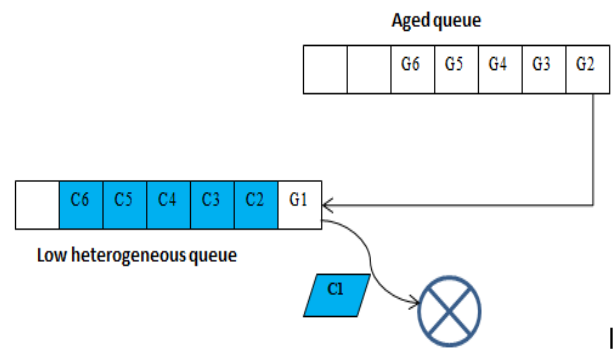 Aged queue
G6 G5 G4 G3 G2
C6 C5 C4 C3 C2 G1
Low heterogeneous queue
C1